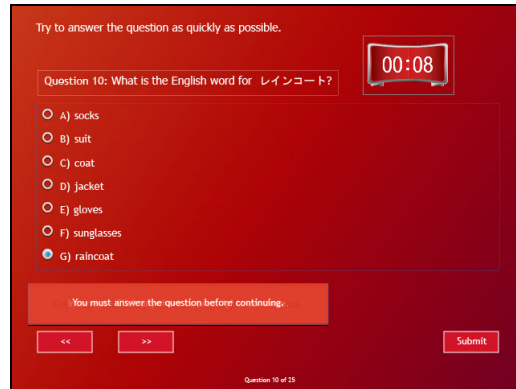 Try to answer the question as quickly as possible.
00:08
Question 10: What is the English word for レインコート?
A) socks
B) suit
C) coat
D) jacket
E) gloves
F) sunglasses
G) raincoat
You must answer the question before continuing.
<< >> Submit
Question 10 of 25